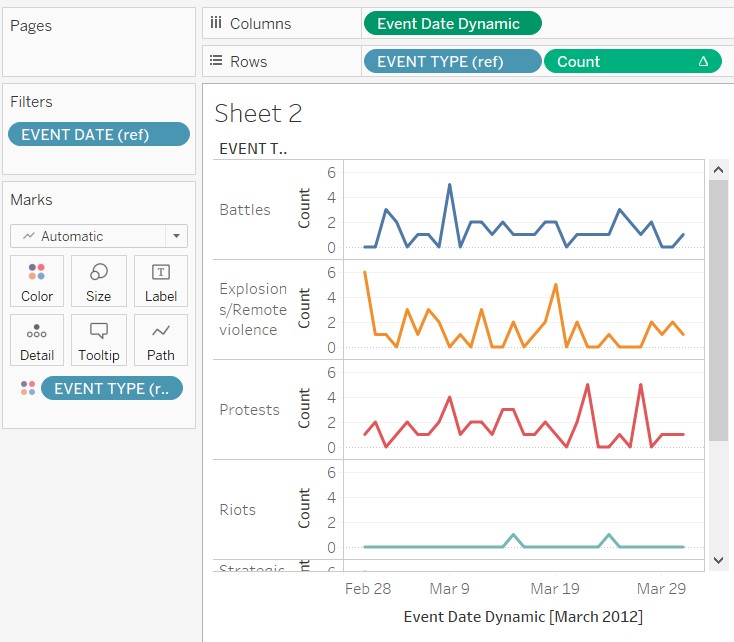 Pages
Columns
Event Date Dynamic
Rows
EVENT TYPE (ref)
Count Δ
Filters
EVENT DATE (ref)
Marks
Automatic
Color
Size
Label
T
Detail
Tooltip
Path
EVENT TYPE (r..
Sheet 2
EVENT T..
Battles
Count
6
4
2
0
Explosion
s/Remote
violence
Count
6
4
2
0
Protests
Count
6
4
2
0
Riots
Count
6
4
2
0
Strategic
nt
6
Feb 28
Mar 9
Mar 19
Mar 29
Event Date Dynamic [March 2012]